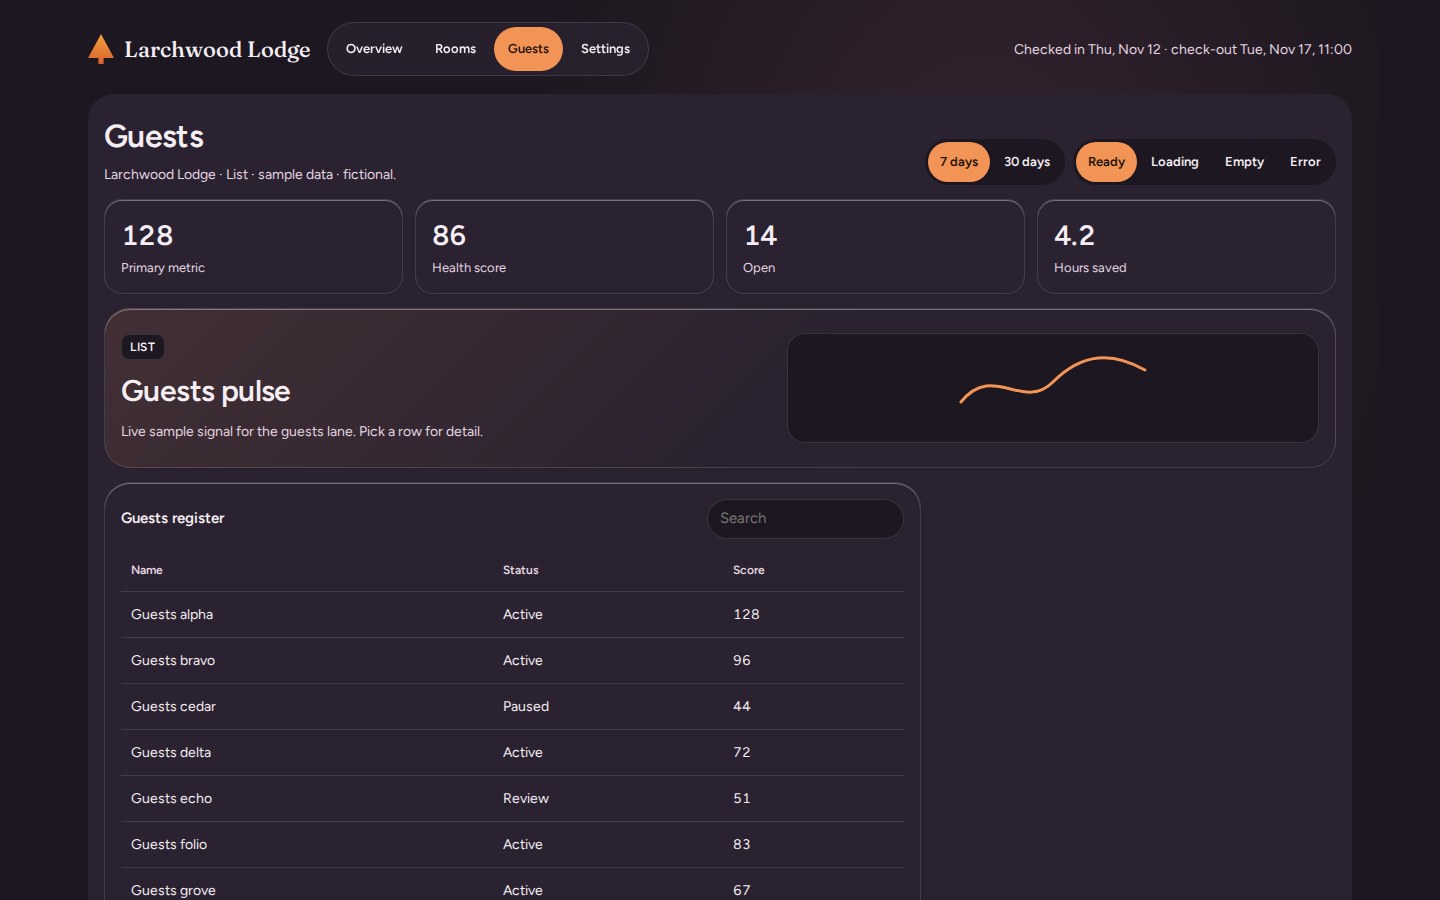 Larchwood Lodge
Overview
Rooms
Guests
Settings
Checked in Thu, Nov 12 · check-out Tue, Nov 17, 11:00
Guests
Larchwood Lodge · List · sample data · fictional.
7 days
30 days
Ready
Loading
Empty
Error
128
Primary metric
86
Health score
14
Open
4.2
Hours saved
LIST
Guests pulse
Live sample signal for the guests lane. Pick a row for detail.
Guests register
Search
Name Status Score
Guests alpha Active 128
Guests bravo Active 96
Guests cedar Paused 44
Guests delta Active 72
Guests echo Review 51
Guests folio Active 83
Guests grove Active 67